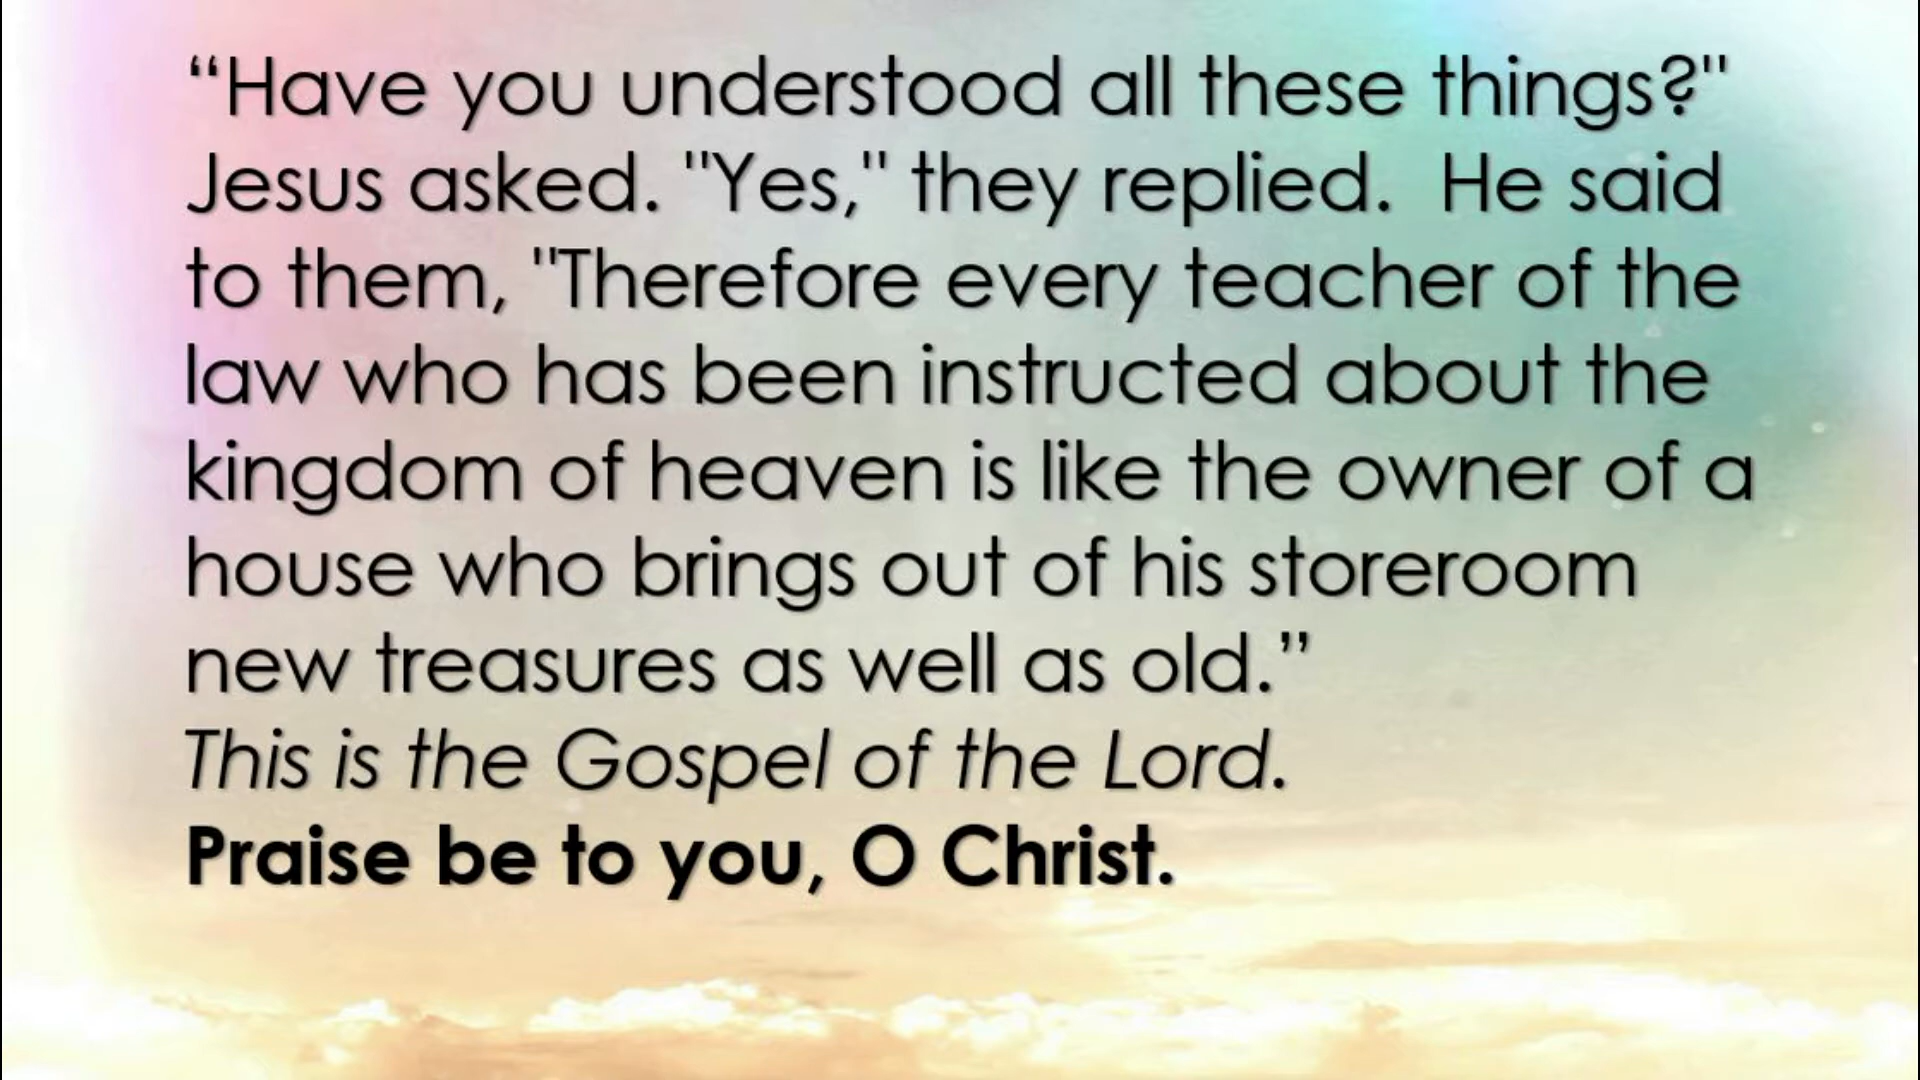 “Have you understood all these things?"
Jesus asked. "Yes," they replied.  He said
to them, "Therefore every teacher of the
law who has been instructed about the
kingdom of heaven is like the owner of a
house who brings out of his storeroom
new treasures as well as old.”
This is the Gospel of the Lord.
Praise be to you, O Christ.